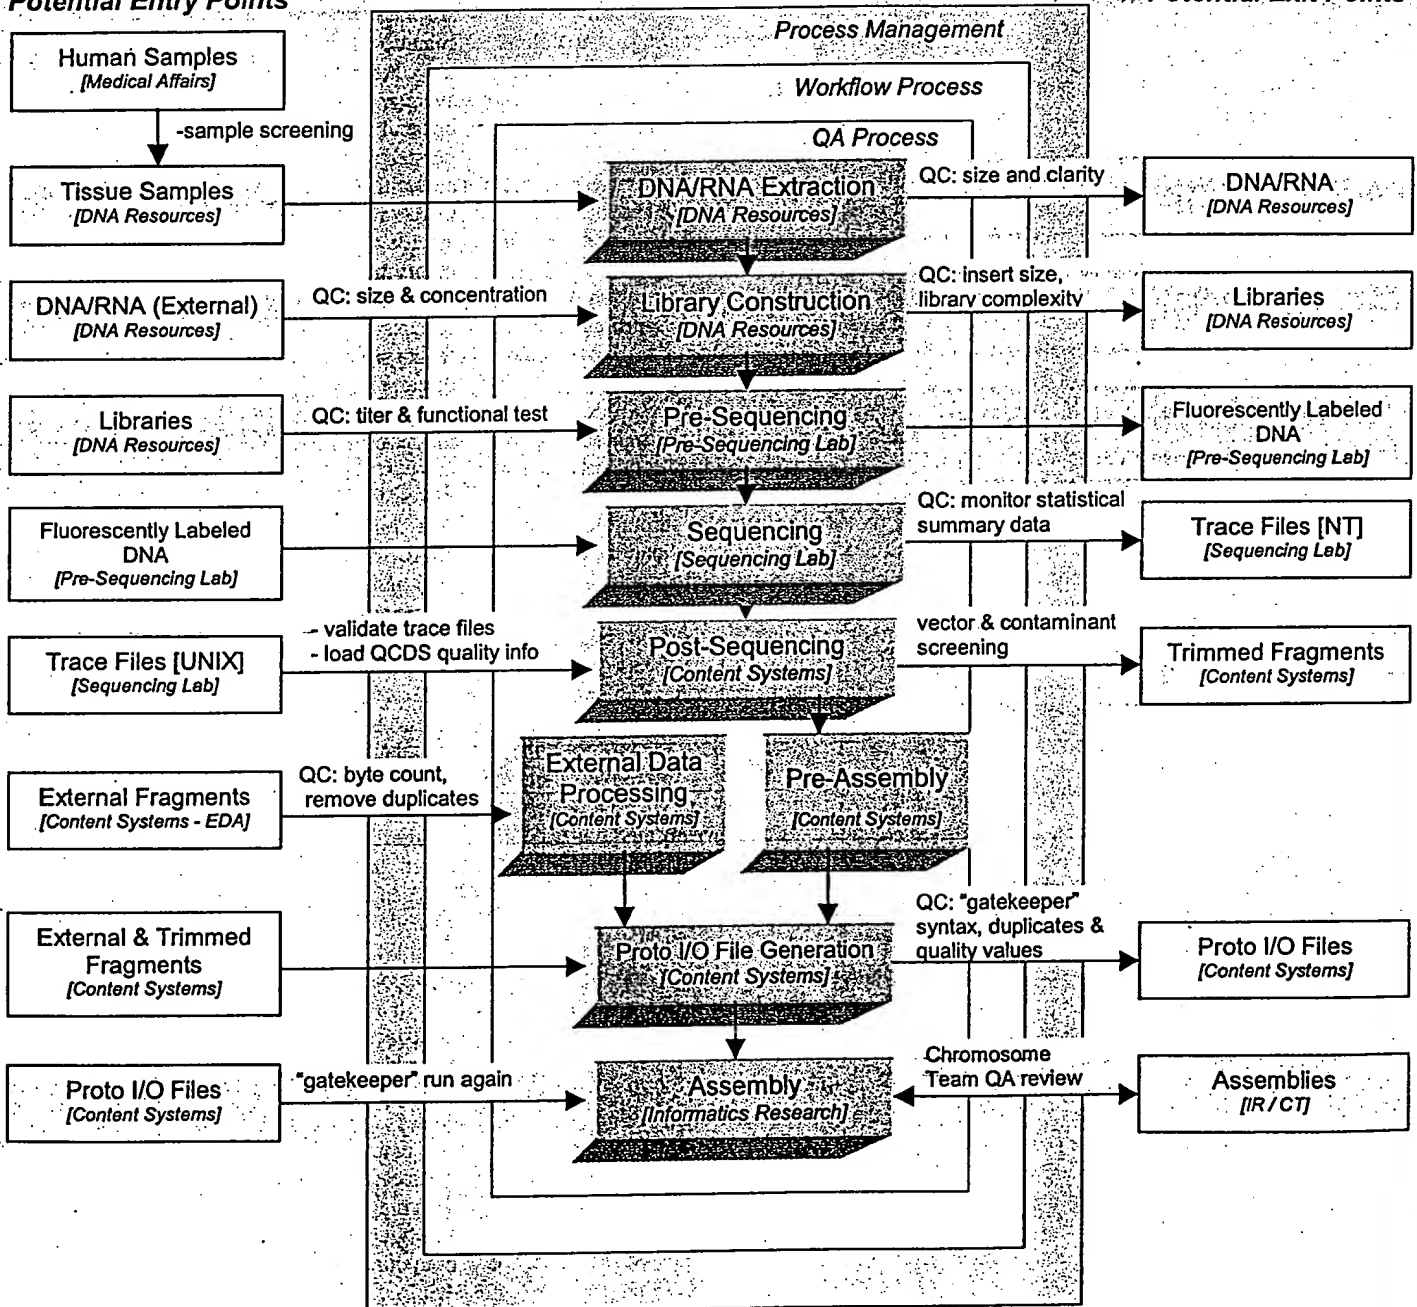 Potential Entry Points
Potential Exit Points
Process Management
Workflow Process
QA Process
Human Samples
[Medical Affairs]
-sample screening
Tissue Samples
[DNA Resources]
DNA/RNA Extraction
[DNA Resources]
QC: size and clarity
DNA/RNA
[DNA Resources]
DNA/RNA (External)
[DNA Resources]
QC: size & concentration
Library Construction
[DNA Resources]
QC: insert size,
library complexity
Libraries
[DNA Resources]
Libraries
[DNA Resources]
QC: titer & functional test
Pre-Sequencing
[Pre-Sequencing Lab]
Fluorescently Labeled
DNA
[Pre-Sequencing Lab]
Fluorescently Labeled
DNA
[Pre-Sequencing Lab]
Sequencing
[Sequencing Lab]
QC: monitor statistical
summary data
Trace Files [NT]
[Sequencing Lab]
Trace Files [UNIX]
[Sequencing Lab]
- validate trace files
- load QCDS quality info
Post-Sequencing
[Content Systems]
vector & contaminant
screening
Trimmed Fragments
[Content Systems]
External Fragments
[Content Systems - EDA]
QC: byte count,
remove duplicates
External Data
Processing
[Content Systems]
Pre-Assembly
[Content Systems]
External & Trimmed
Fragments
[Content Systems]
Proto I/O File Generation
[Content Systems]
QC: "gatekeeper"
syntax, duplicates &
quality values
Proto I/O Files
[Content Systems]
Proto I/O Files
[Content Systems]
"gatekeeper" run again
Assembly
[Informatics Research]
Chromosome
Team QA review
Assemblies
[IR / CT]